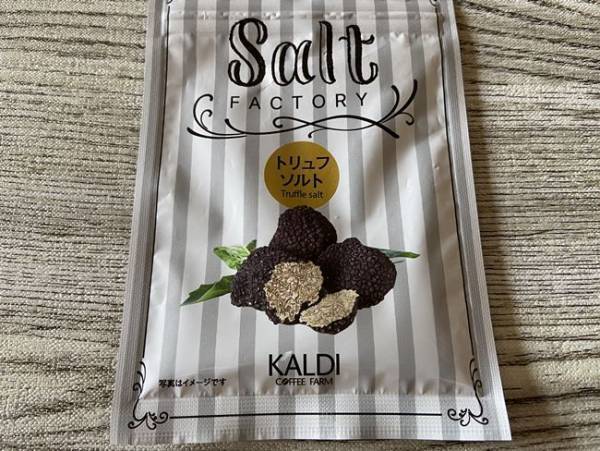 Salt
FACTORY
トリュフ
ソルト
Truffle salt
KALDI
COFFEE FARM
写真はイメージです